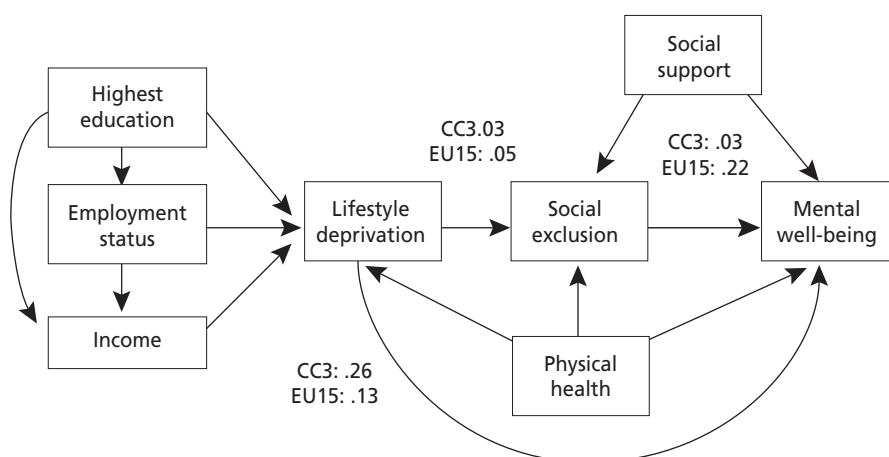 Social
support
Highest
education
CC3.03
EU15: .05
CC3: .03
EU15: .22
Employment
status
Lifestyle
deprivation
Social
exclusion
Mental
well-being
Income
Physical
health
CC3: .26
EU15: .13